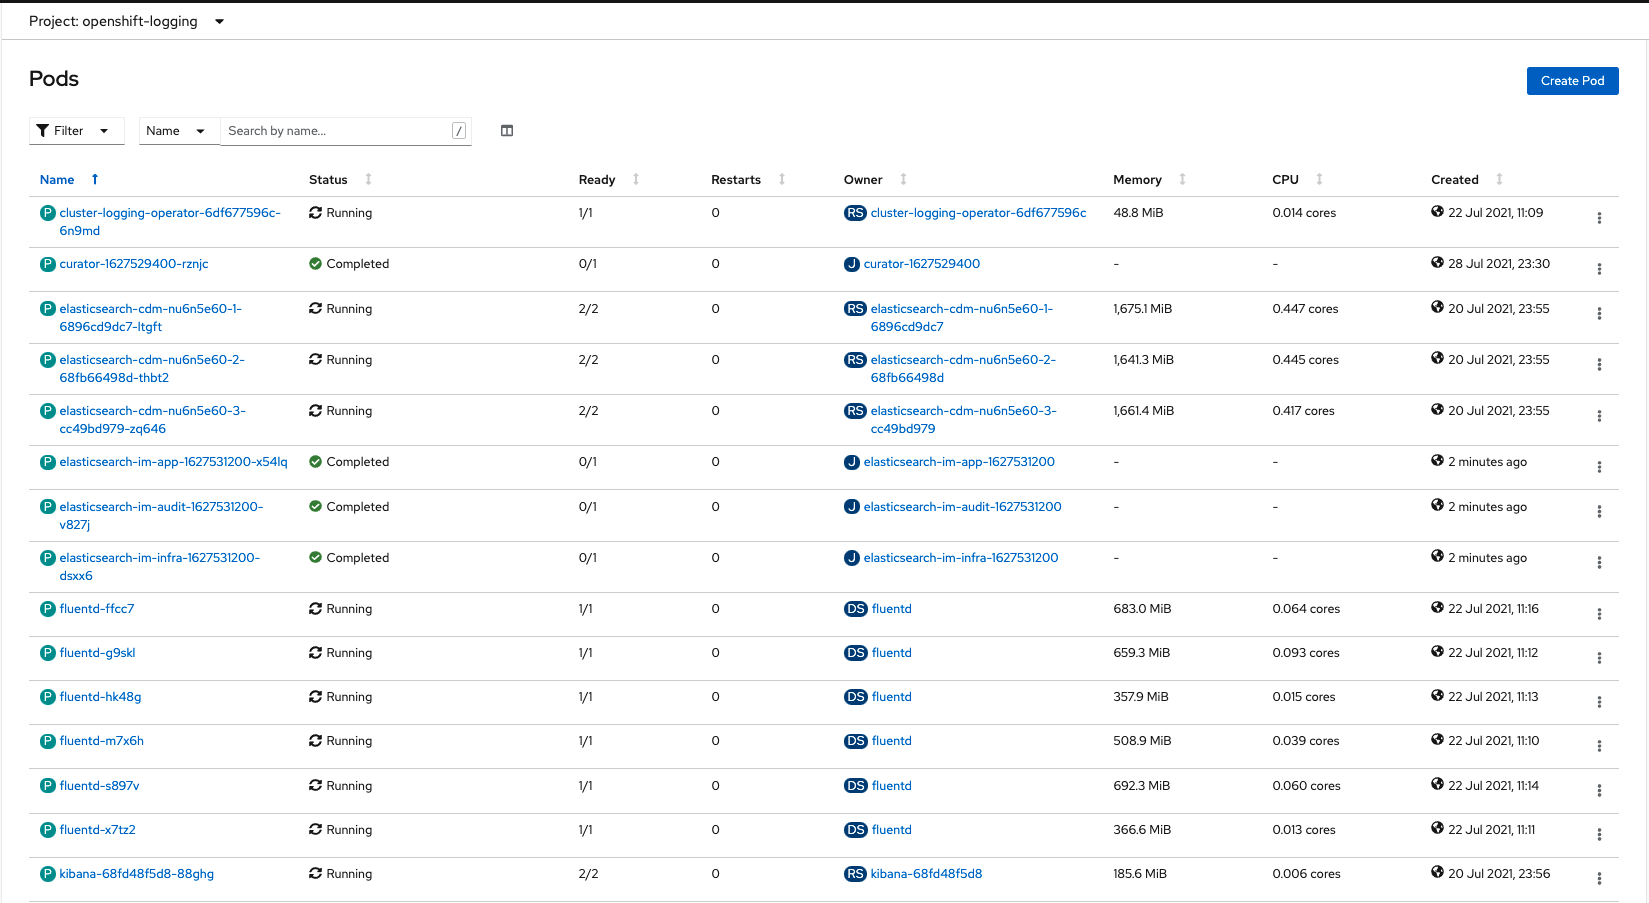 Project: openshift-logging
Pods
Create Pod
Filter Name Search by name... /
Name Status Ready Restarts Owner Memory CPU Created
P cluster-logging-operator-6df677596c- Running 1/1 0 RS cluster-logging-operator-6df677596c 48.8 MiB 0.014 cores 22 Jul 2021, 11:09
6n9md
P curator-1627529400-rznjc Completed 0/1 0 J curator-1627529400 - - 28 Jul 2021, 23:30
P elasticsearch-cdm-nu6n5e60-1- Running 2/2 0 RS elasticsearch-cdm-nu6n5e60-1- 1,675.1 MiB 0.447 cores 20 Jul 2021, 23:55
6896cd9dc7-ltgft 6896cd9dc7
P elasticsearch-cdm-nu6n5e60-2- Running 2/2 0 RS elasticsearch-cdm-nu6n5e60-2- 1,641.3 MiB 0.445 cores 20 Jul 2021, 23:55
68fb66498d-thbt2 68fb66498d
P elasticsearch-cdm-nu6n5e60-3- Running 2/2 0 RS elasticsearch-cdm-nu6n5e60-3- 1,661.4 MiB 0.417 cores 20 Jul 2021, 23:55
cc49bd979-zq646 cc49bd979
P elasticsearch-im-app-1627531200-x54lq Completed 0/1 0 J elasticsearch-im-app-1627531200 - - 2 minutes ago
P elasticsearch-im-audit-1627531200- Completed 0/1 0 J elasticsearch-im-audit-1627531200 - - 2 minutes ago
v827j
P elasticsearch-im-infra-1627531200- Completed 0/1 0 J elasticsearch-im-infra-1627531200 - - 2 minutes ago
dsxx6
P fluentd-ffcc7 Running 1/1 0 DS fluentd 683.0 MiB 0.064 cores 22 Jul 2021, 11:16
P fluentd-g9skl Running 1/1 0 DS fluentd 659.3 MiB 0.093 cores 22 Jul 2021, 11:12
P fluentd-hk48g Running 1/1 0 DS fluentd 357.9 MiB 0.015 cores 22 Jul 2021, 11:13
P fluentd-m7x6h Running 1/1 0 DS fluentd 508.9 MiB 0.039 cores 22 Jul 2021, 11:10
P fluentd-s897v Running 1/1 0 DS fluentd 692.3 MiB 0.060 cores 22 Jul 2021, 11:14
P fluentd-x7tz2 Running 1/1 0 DS fluentd 366.6 MiB 0.013 cores 22 Jul 2021, 11:11
P kibana-68fd48f5d8-88ghg Running 2/2 0 RS kibana-68fd48f5d8 185.6 MiB 0.006 cores 20 Jul 2021, 23:56